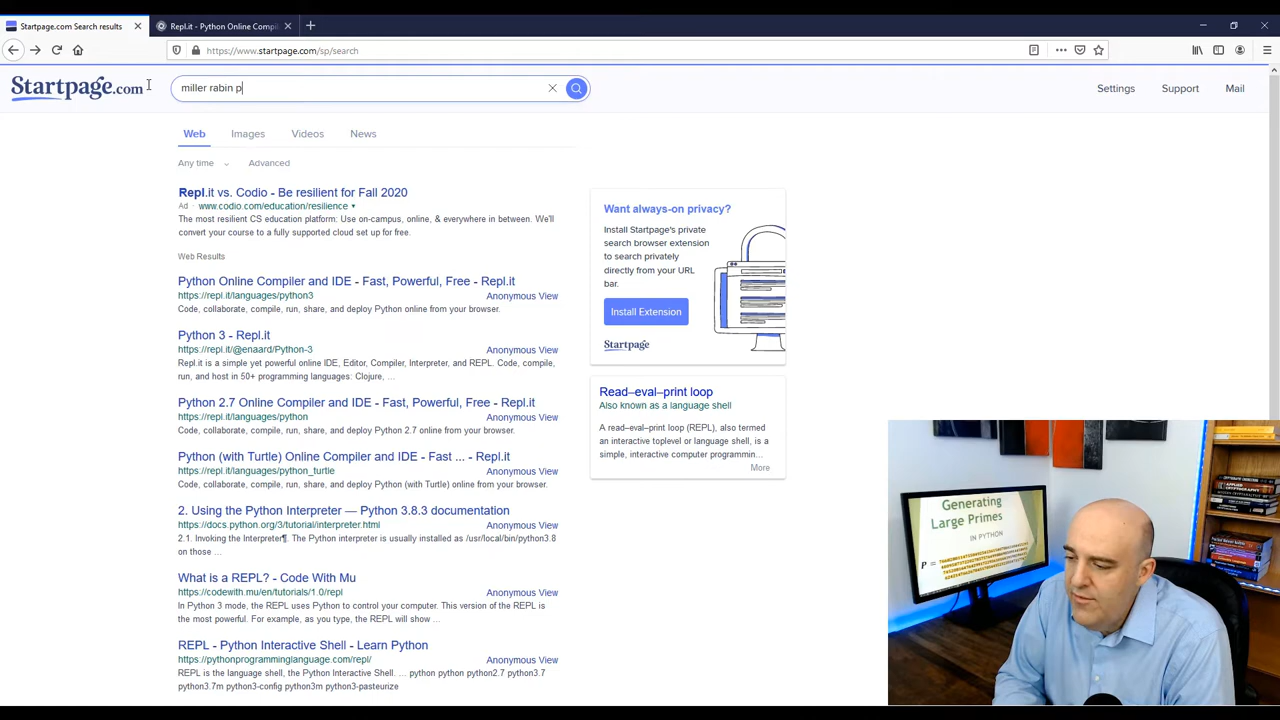 Startpage.com Search results
Repl.it - Python Online Compil
https://www.startpage.com/sp/search
Startpage.com
miller rabin p
Settings
Support
Mail
Web
Images
Videos
News
Any time
Advanced
Repl.it vs. Codio - Be resilient for Fall 2020
Ad · www.codio.com/education/resilience
The most resilient CS education platform: Use on-campus, online, & everywhere in between. We'll
convert your course to a fully supported cloud set up for free.
Web Results
Python Online Compiler and IDE - Fast, Powerful, Free - Repl.it
https://repl.it/languages/python3
Anonymous View
Code, collaborate, compile, run, share, and deploy Python online from your browser.
Python 3 - Repl.it
https://repl.it/@enaard/Python-3
Anonymous View
Repl.it is a simple yet powerful online IDE, Editor, Compiler, Interpreter, and REPL. Code, compile,
run, and host in 50+ programming languages: Clojure, ...
Python 2.7 Online Compiler and IDE - Fast, Powerful, Free - Repl.it
https://repl.it/languages/python
Anonymous View
Code, collaborate, compile, run, share, and deploy Python 2.7 online from your browser.
Python (with Turtle) Online Compiler and IDE - Fast ... - Repl.it
https://repl.it/languages/python_turtle
Anonymous View
Code, collaborate, compile, run, share, and deploy Python (with Turtle) online from your browser.
2. Using the Python Interpreter — Python 3.8.3 documentation
https://docs.python.org/3/tutorial/interpreter.html
Anonymous View
2.1. Invoking the Interpreter¶. The Python interpreter is usually installed as /usr/local/bin/python3.8
on those ...
What is a REPL? - Code With Mu
https://codewith.mu/en/tutorials/1.0/repl
Anonymous View
In Python 3 mode, the REPL uses Python to control your computer. This version of the REPL is
the most powerful. For example, as you type, the REPL will show ...
REPL - Python Interactive Shell - Learn Python
https://pythonprogramminglanguage.com/repl/
Anonymous View
REPL is the language shell, the Python Interactive Shell. ... python python python2.7 python3.7
python3.7m python3-config python3m python3-pasteurize
Want always-on privacy?
Install Startpage's private
search browser extension
to search privately
directly from your URL
bar.
Install Extension
Startpage
Read–eval–print loop
Also known as a language shell
A read–eval–print loop (REPL), also termed
an interactive toplevel or language shell, is a
simple, interactive computer programmin...
More
Generating
Large Primes
IN PYTHON
p =